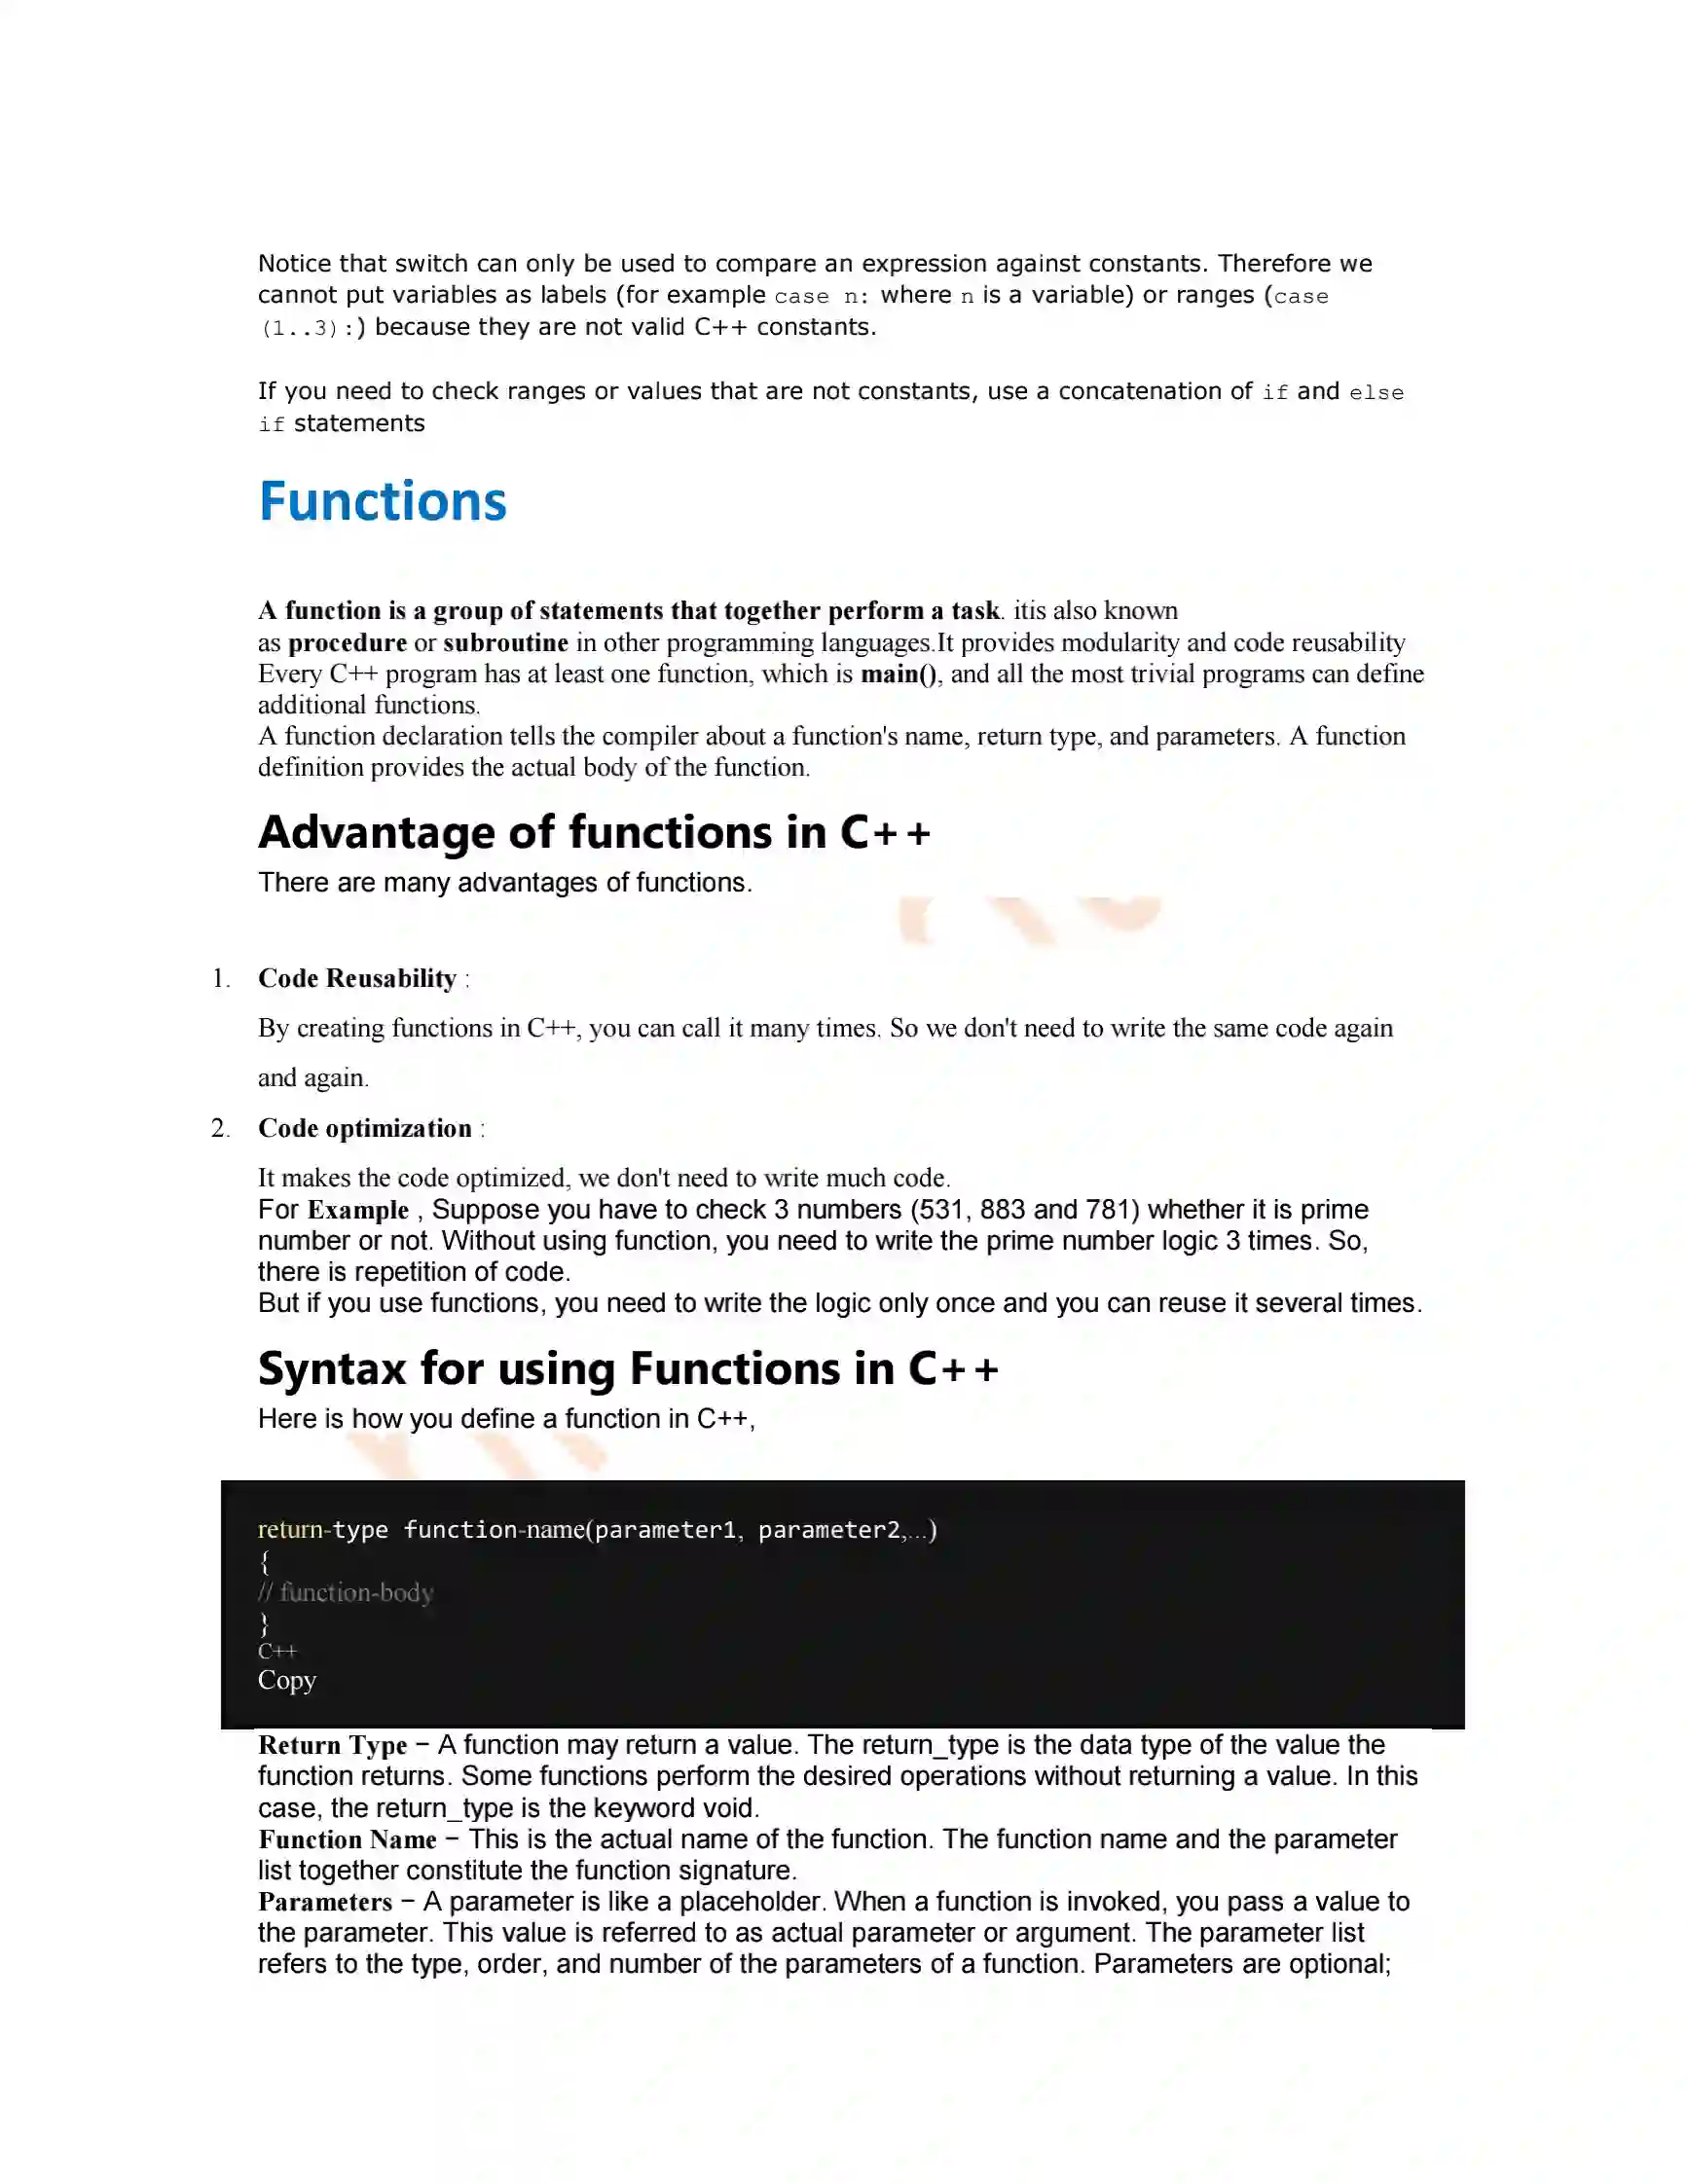 Notice that switch can only be used to compare an expression against constants. Therefore we
cannot put variables as labels (for example case n: where n is a variable) or ranges (case
(1..3):) because they are not valid C++ constants.
If you need to check ranges or values that are not constants, use a concatenation of if and else
if statements
Functions
A function is a group of statements that together perform a task. itis also known
as procedure or subroutine in other programming languages.It provides modularity and code reusability
Every C++ program has at least one function, which is main(), and all the most trivial programs can define
additional functions.
A function declaration tells the compiler about a function's name, return type, and parameters. A function
definition provides the actual body of the function.
Advantage of functions in C++
There are many advantages of functions.
1. Code Reusability :
By creating functions in C++, you can call it many times. So we don't need to write the same code again
and again.
2. Code optimization :
It makes the code optimized, we don't need to write much code.
For Example , Suppose you have to check 3 numbers (531, 883 and 781) whether it is prime
number or not. Without using function, you need to write the prime number logic 3 times. So,
there is repetition of code.
But if you use functions, you need to write the logic only once and you can reuse it several times.
Syntax for using Functions in C++
Here is how you define a function in C++,
return-type function-name(parameter1, parameter2,...)
{
// function-body
}
C++
Copy
Return Type − A function may return a value. The return_type is the data type of the value the
function returns. Some functions perform the desired operations without returning a value. In this
case, the return_type is the keyword void.
Function Name − This is the actual name of the function. The function name and the parameter
list together constitute the function signature.
Parameters − A parameter is like a placeholder. When a function is invoked, you pass a value to
the parameter. This value is referred to as actual parameter or argument. The parameter list
refers to the type, order, and number of the parameters of a function. Parameters are optional;